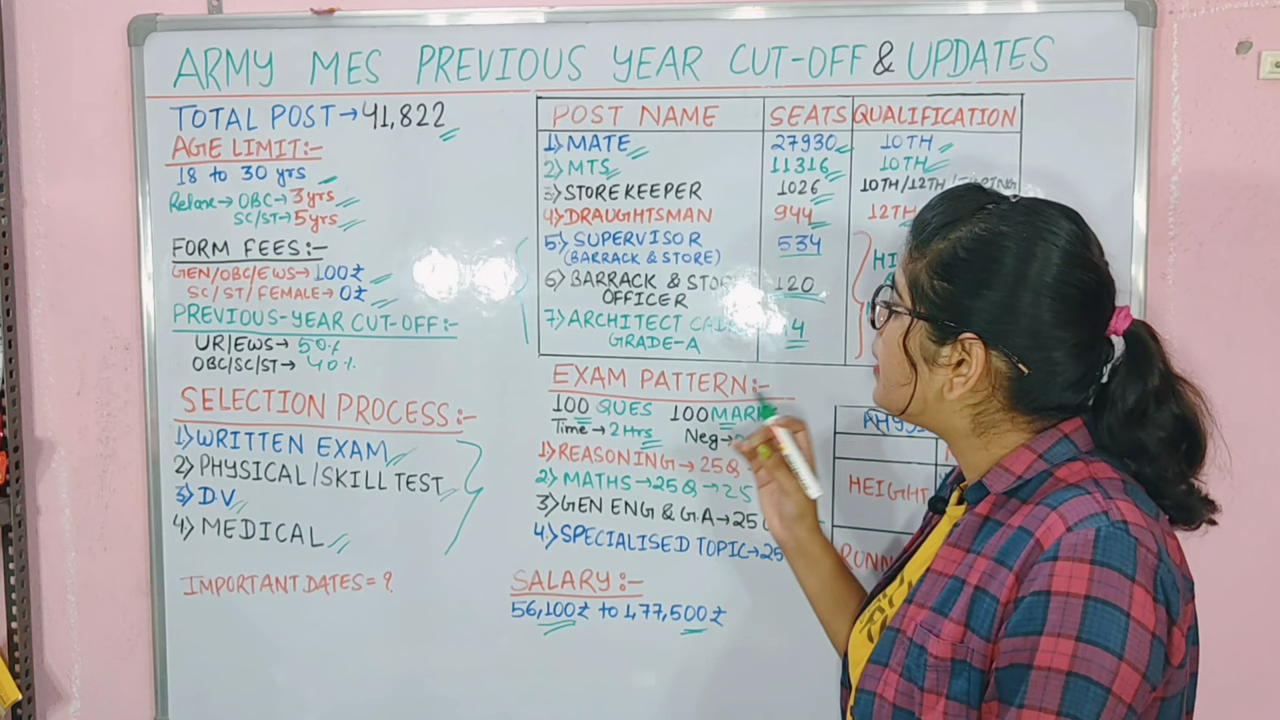 ARMY MES PREVIOUS YEAR CUT-OFF & UPDATES
TOTAL POST→41,822
AGE LIMIT:-
18 to 30 yrs
Relaxe→OBC→3yrs
SC/ST→5yrs
FORM FEES:-
GEN/OBC/EWS→100₹
SC/ST/FEMALE→0₹
PREVIOUS-YEAR CUT-OFF:-
UR/EWS→50%
OBC/SC/ST→40%
SELECTION PROCESS:-
1>WRITTEN EXAM
2>PHYSICAL/SKILL TEST
3>D.V
4>MEDICAL
IMPORTANT DATES=?
POST NAME SEATS QUALIFICATION
1>MATE 27930 10TH
2>MTS 11316 10TH
3>STOREKEEPER 1026 10TH/12TH
4>DRAUGHTSMAN 944 12TH
5>SUPERVISOR 534
(BARRACK & STORE)
6>BARRACK & 120
OFFICER
7>ARCHITECT
GRADE-A
EXAM PATTERN:-
100 QUES 100
Time→2Hrs Neg→
1>REASONING→25Q
2>MATHS→25Q→25
3>GEN ENG & G.A→25
4>SPECIALISED TOPIC→25
SALARY:-
56,100₹ to 1,77,500₹
HEIGHT